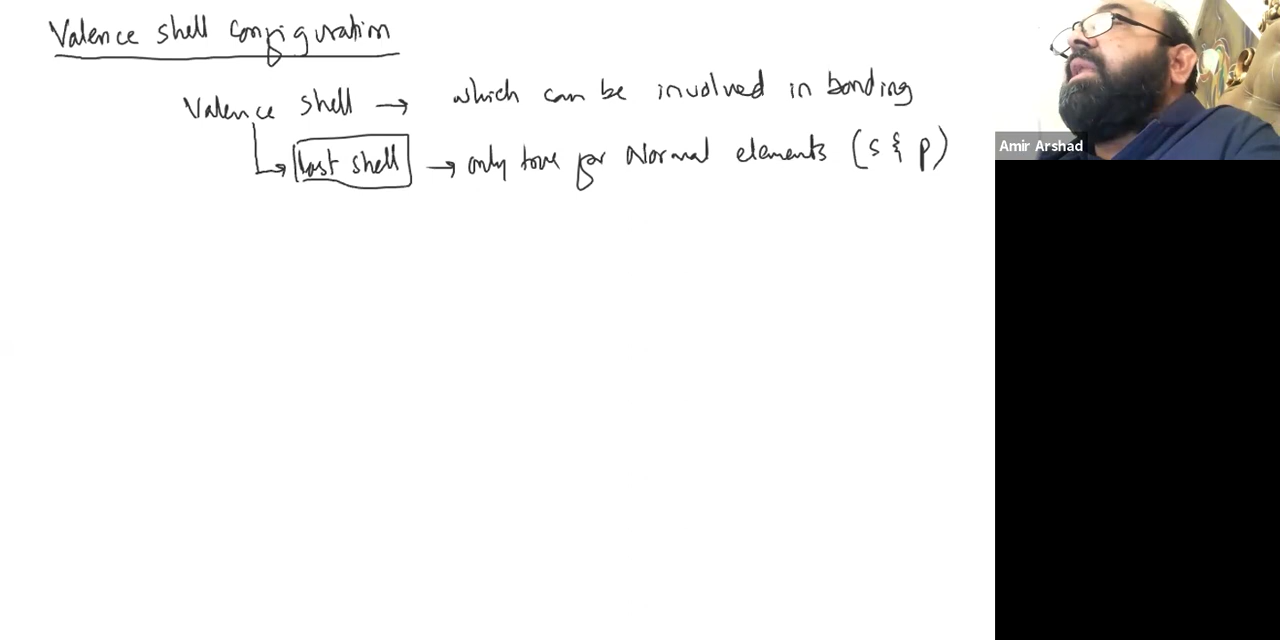 Valence shell configuration
Valence shell → which can be involved in bonding
↳ last shell → only true for Normal elements (s & p)
Amir Arshad